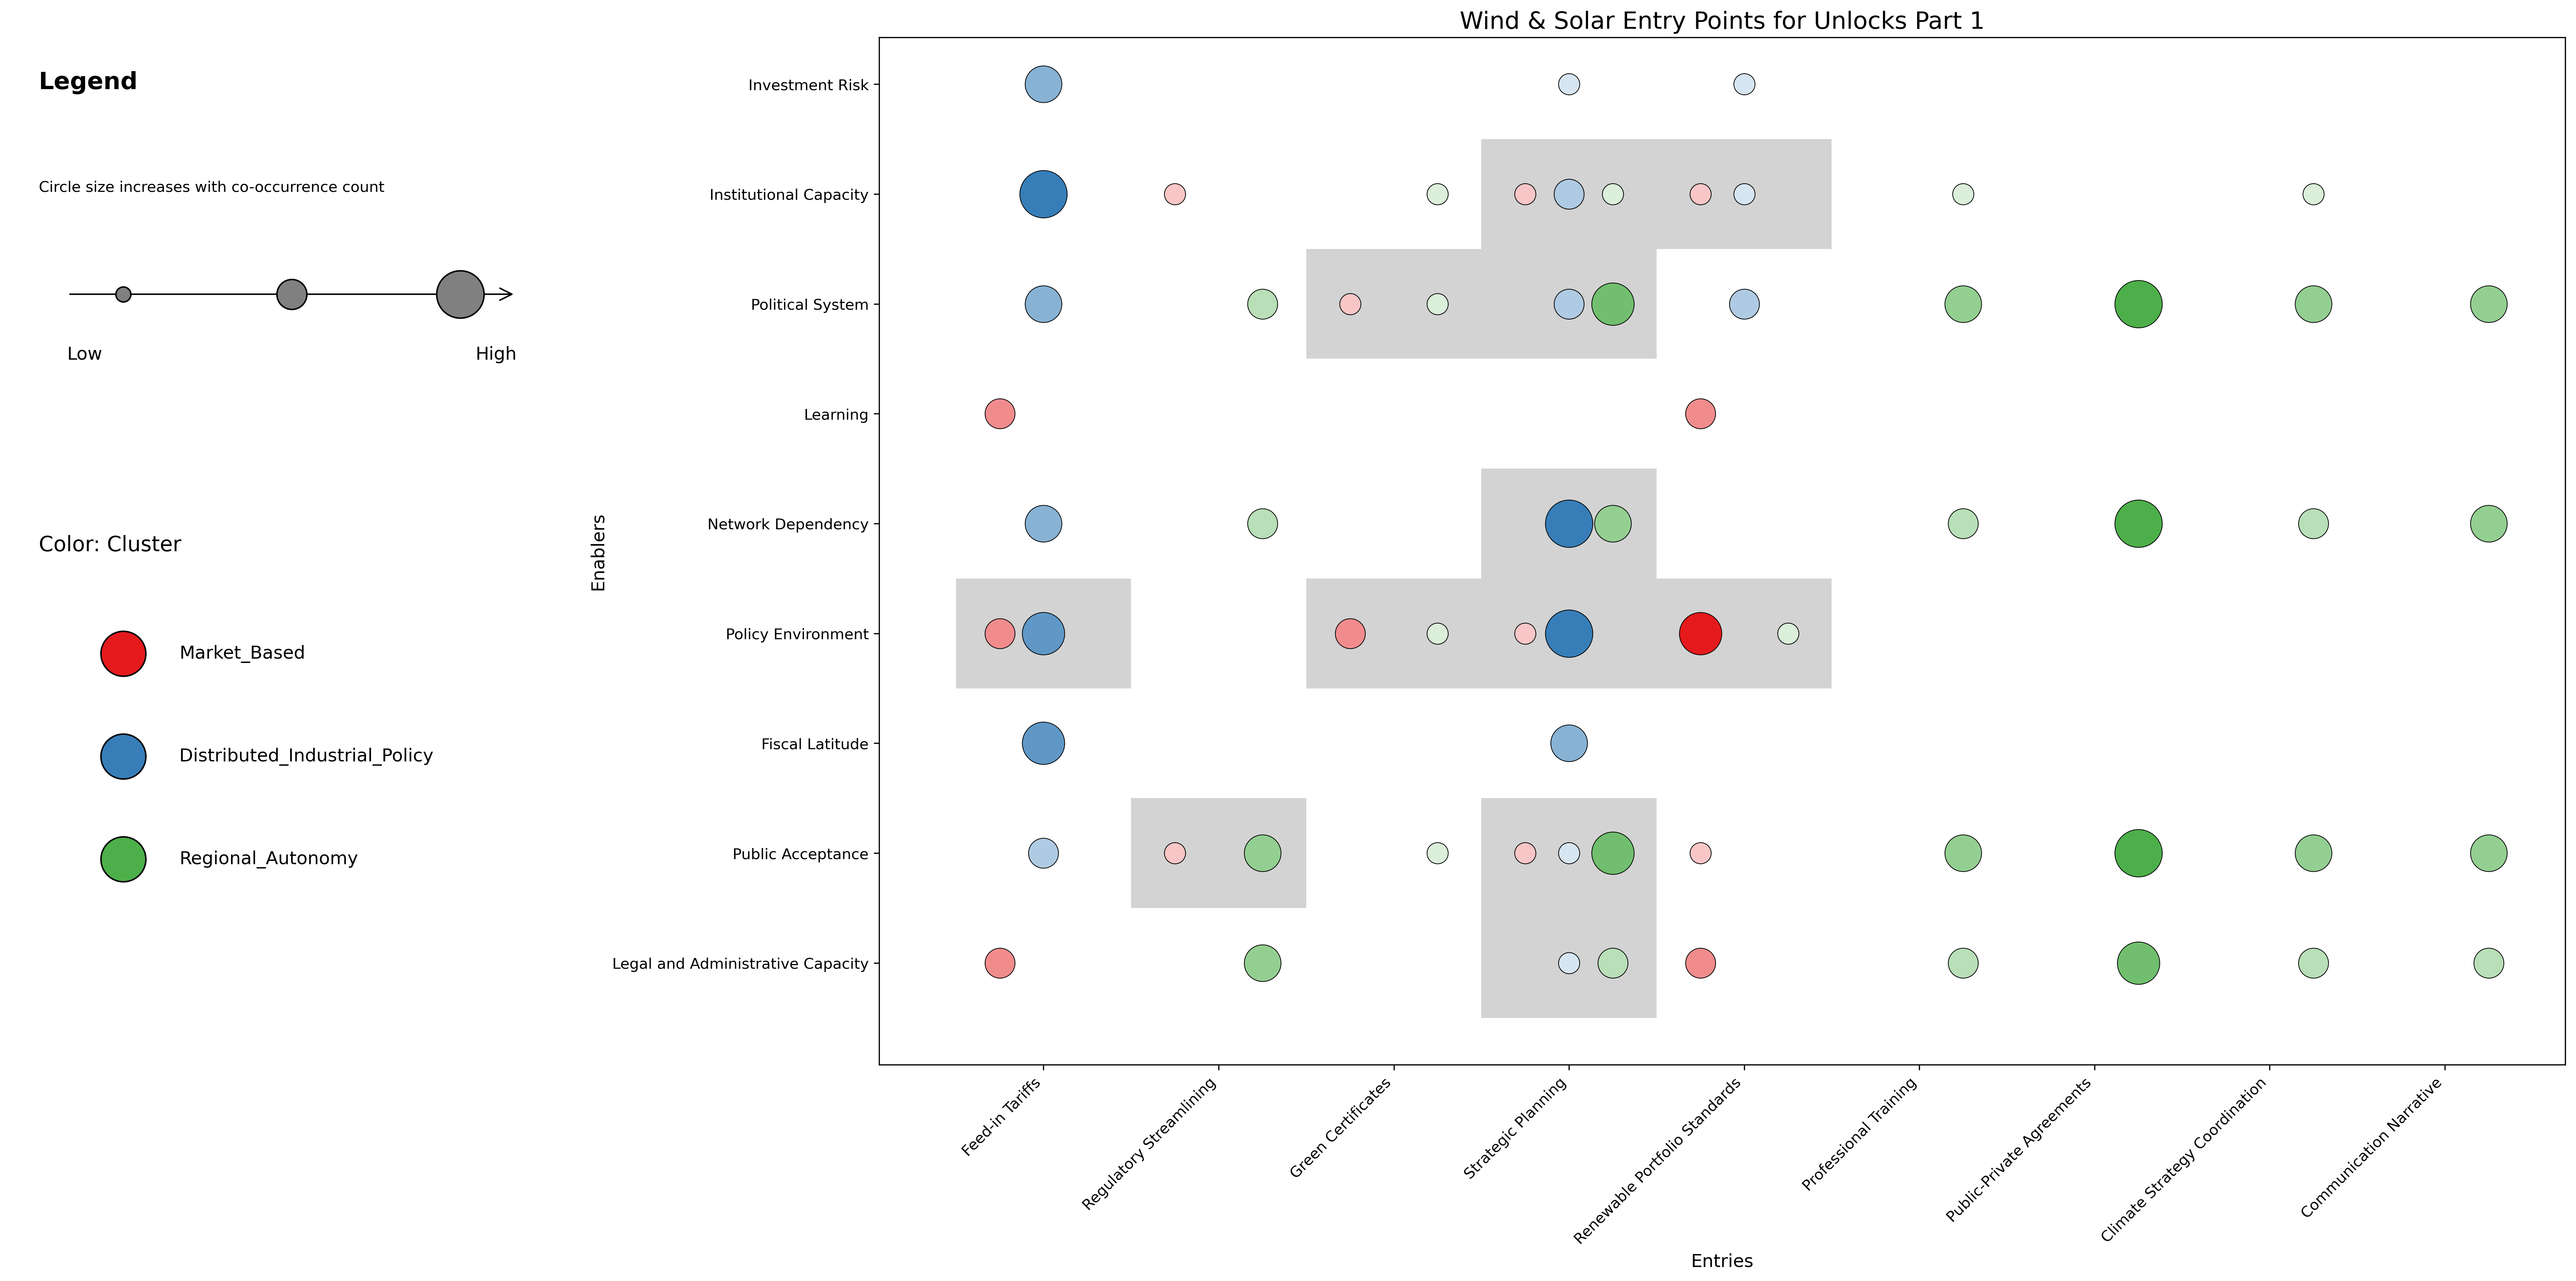 Wind & Solar Entry Points for Unlocks Part 1
Legend
Circle size increases with co-occurrence count
Low
High
Color: Cluster
Market_Based
Distributed_Industrial_Policy
Regional_Autonomy
Enablers
Investment Risk
Institutional Capacity
Political System
Learning
Network Dependency
Policy Environment
Fiscal Latitude
Public Acceptance
Legal and Administrative Capacity
Feed-in Tariffs
Regulatory Streamlining
Green Certificates
Strategic Planning
Renewable Portfolio Standards
Professional Training
Public-Private Agreements
Climate Strategy Coordination
Communication Narrative
Entries